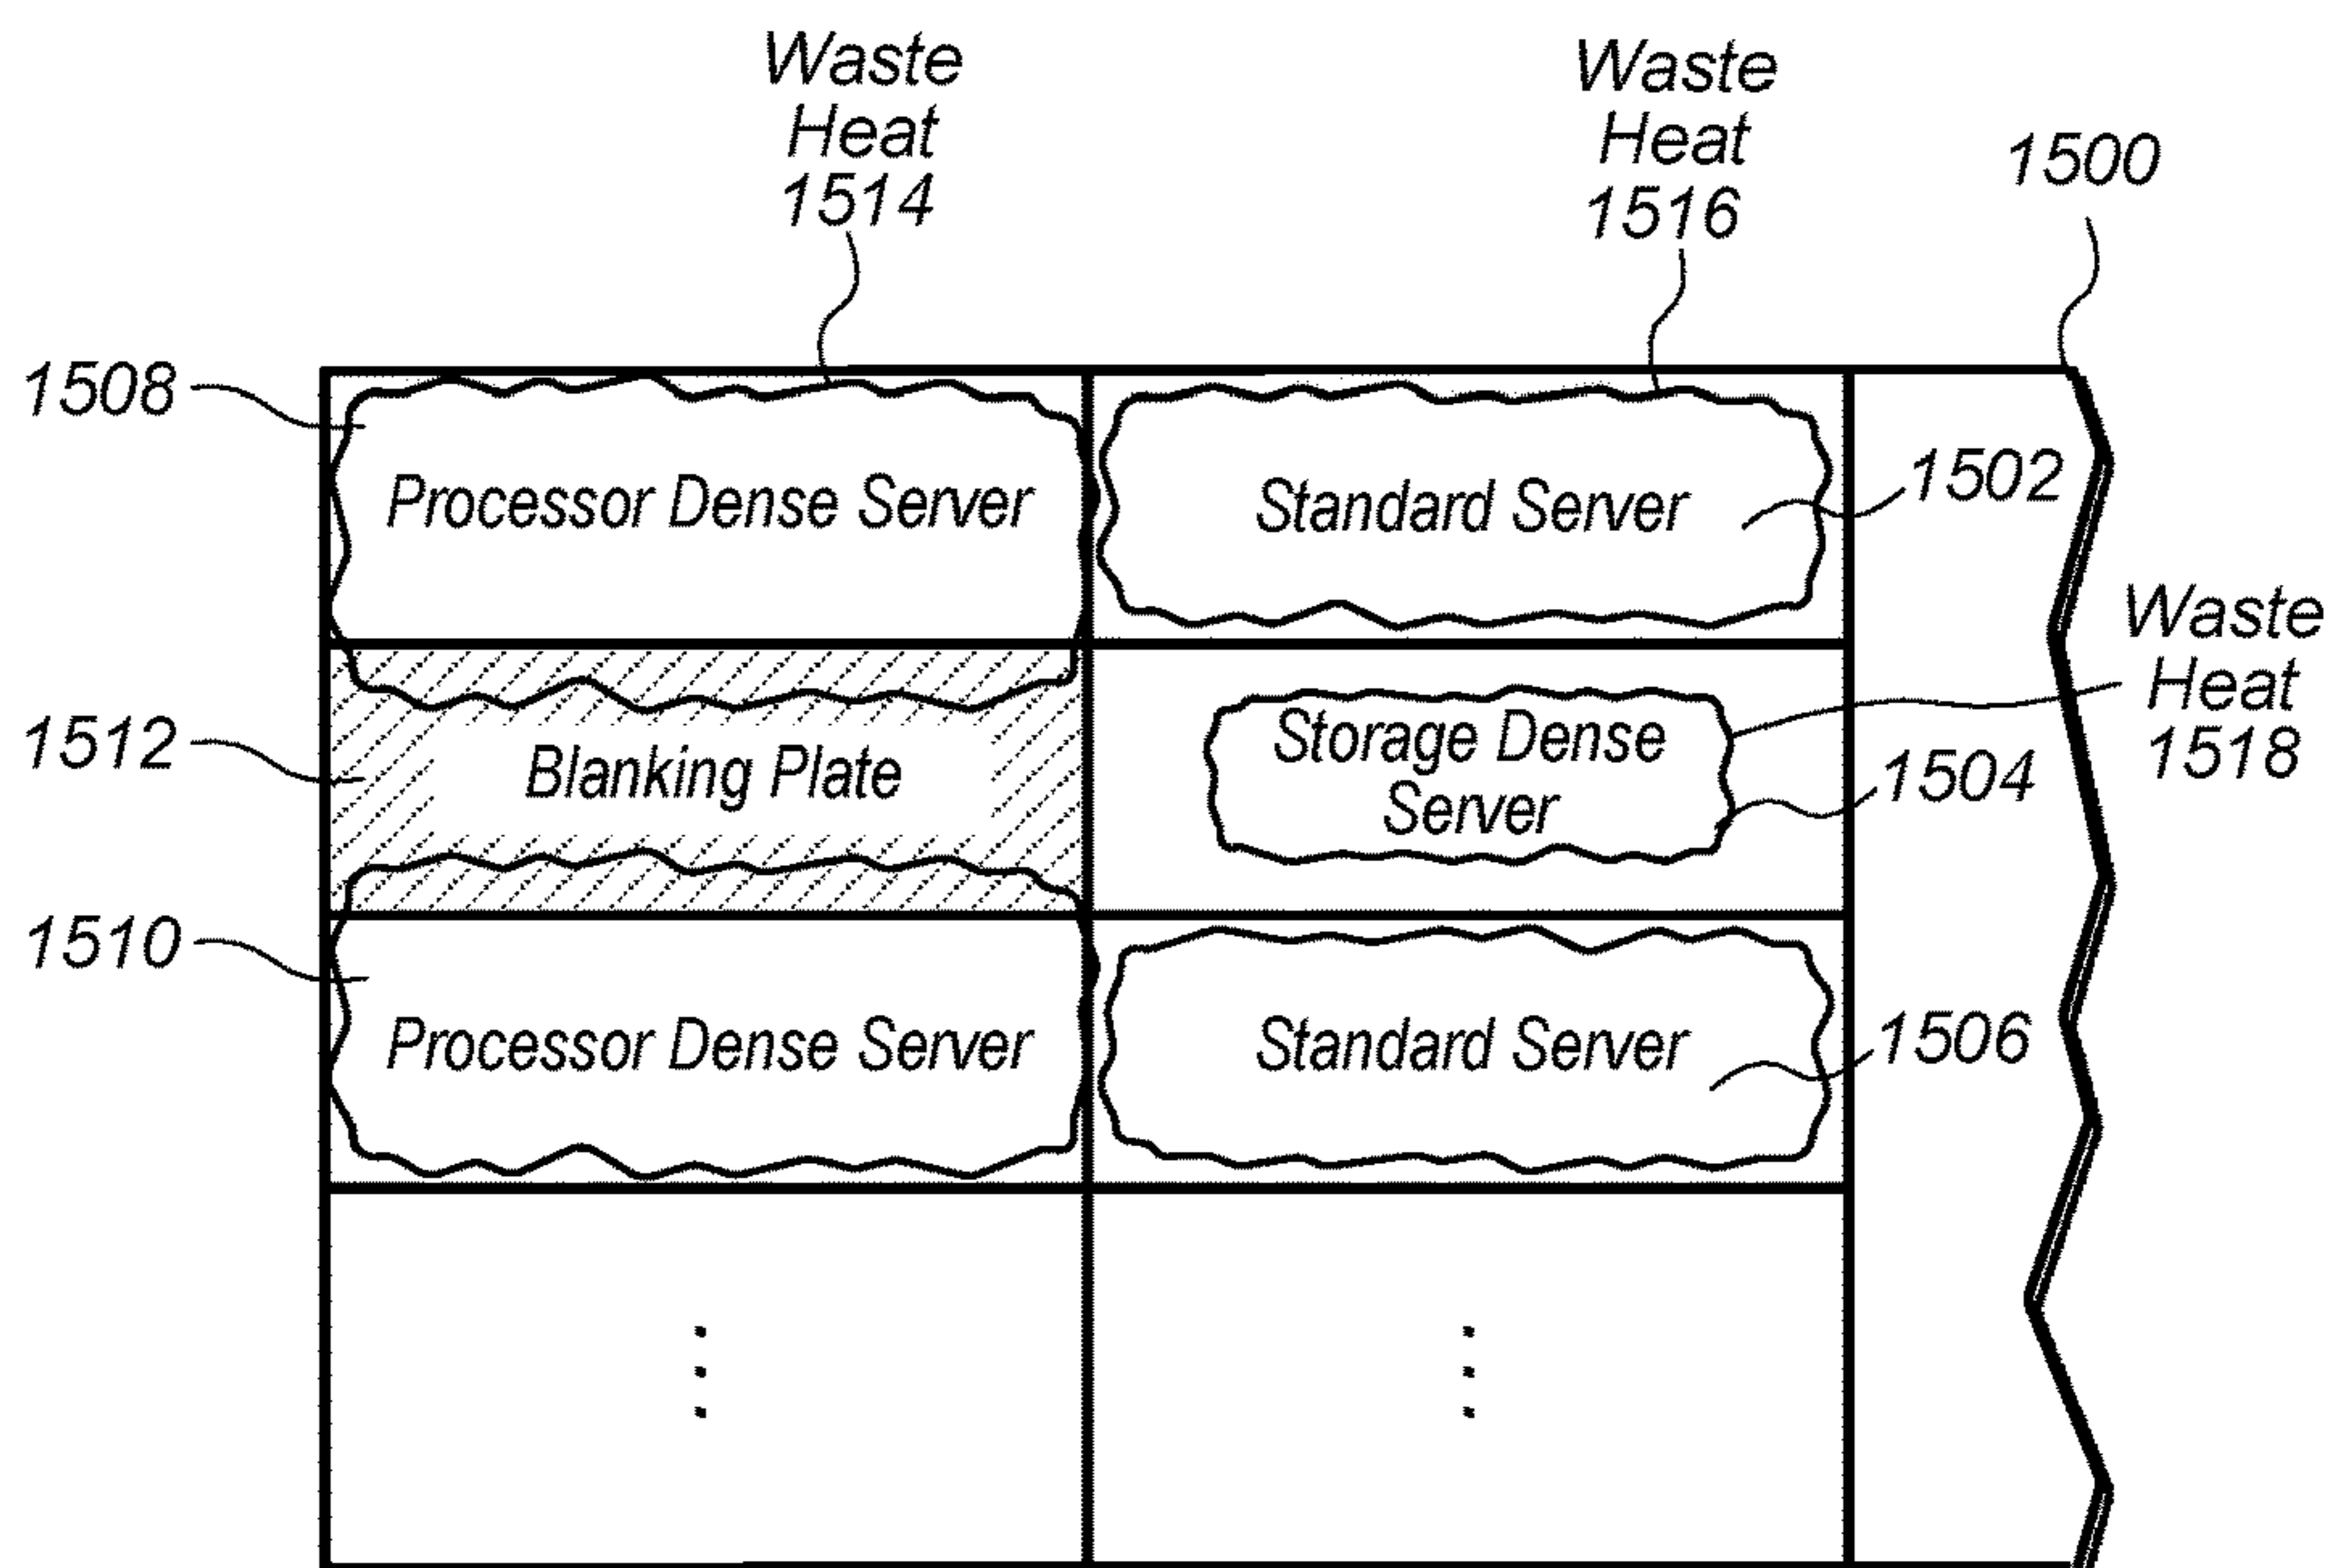 Waste
Heat
1514
Waste
Heat
1516
1500
1508
Processor Dense Server
Standard Server
1502
Waste
Heat
1518
1512
Blanking Plate
Storage Dense
Server
1504
1510
Processor Dense Server
Standard Server
1506